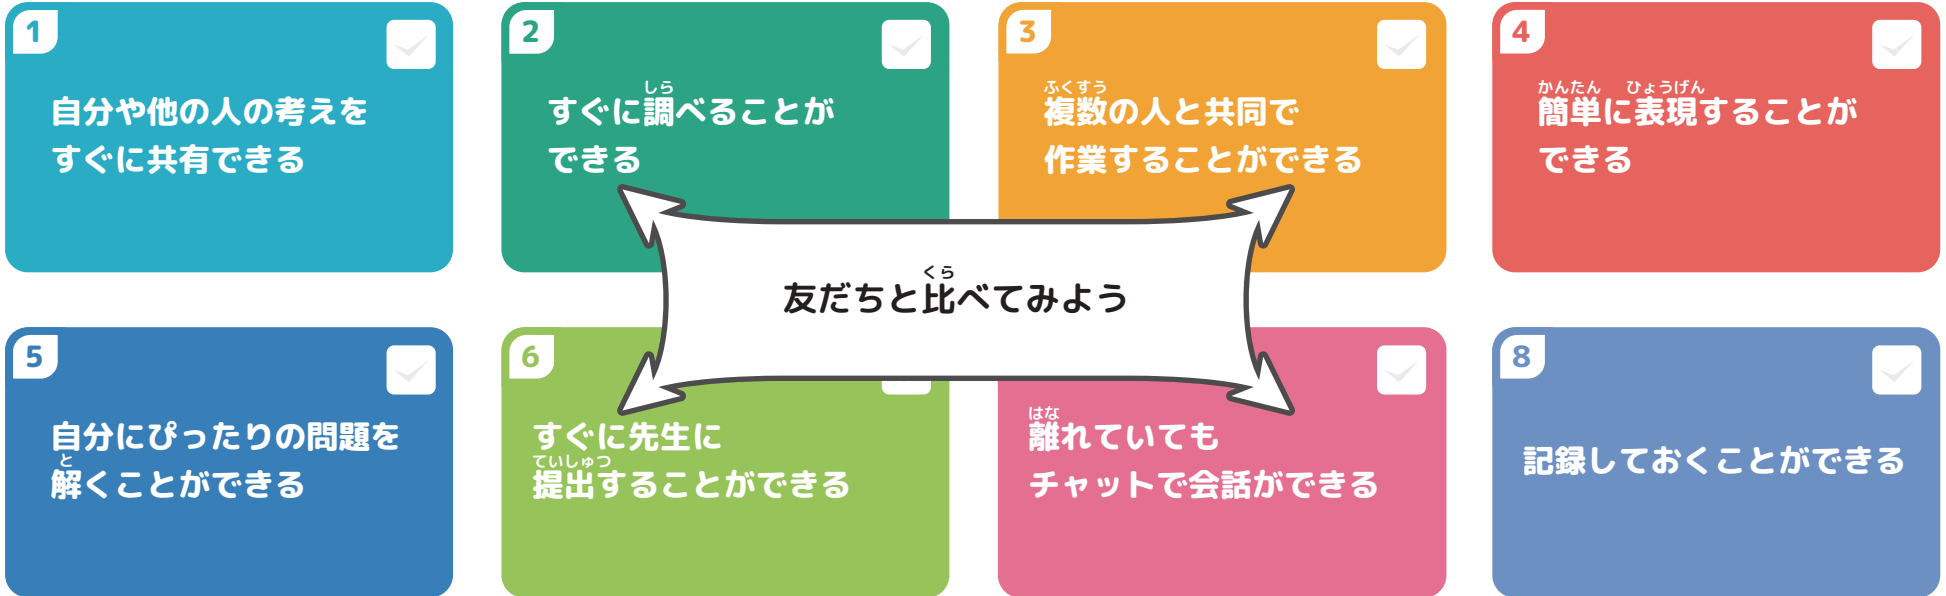 1
自分や他の人の考えを
すぐに共有できる
2
しら
すぐに調べることが
できる
3
ふくすう
複数の人と共同で
作業することができる
4
かんたん ひょうげん
簡単に表現することが
できる
くら
友だちと比べてみよう
5
自分にぴったりの問題を
と
解くことができる
6
すぐに先生に
ていしゅつ
提出することができる
はな
離れていても
チャットで会話ができる
8
記録しておくことができる